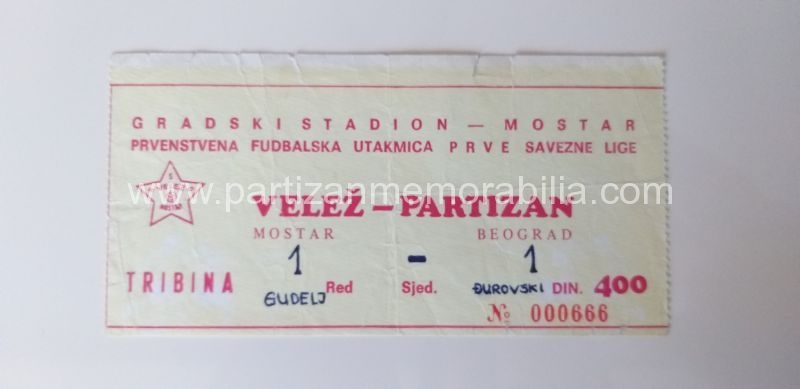 GRADSKI STADION — MOSTAR
PRVENSTVENA FUDBALSKA UTAKMICA PRVE SAVEZNE LIGE
www.partizanmemorabilia.com
VELEŽ – PARTIZAN
MOSTAR BEOGRAD
1 - 1
TRIBINA Red Sjed. DIN. 400
GUDELJ ĐUROVSKI
№ 000666